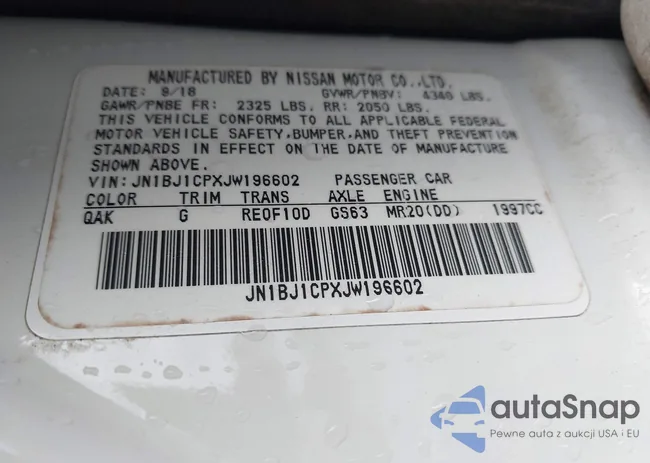 MANUFACTURED BY NISSAN MOTOR CO.,LTD.
DATE: 9/18 GVWR/PNBV: 4340 LBS.
GAWR/PNBE FR: 2325 LBS. RR: 2050 LBS.
THIS VEHICLE CONFORMS TO ALL APPLICABLE FEDERAL
MOTOR VEHICLE SAFETY,BUMPER,AND THEFT PREVENTION
STANDARDS IN EFFECT ON THE DATE OF MANUFACTURE
SHOWN ABOVE.
VIN: JN1BJ1CPXJW196602 PASSENGER CAR
COLOR TRIM TRANS AXLE ENGINE
QAK G RE0F10D GS63 MR20(DD) 1997CC
JN1BJ1CPXJW196602
autaSnap
Pewne auta z aukcji USA i EU